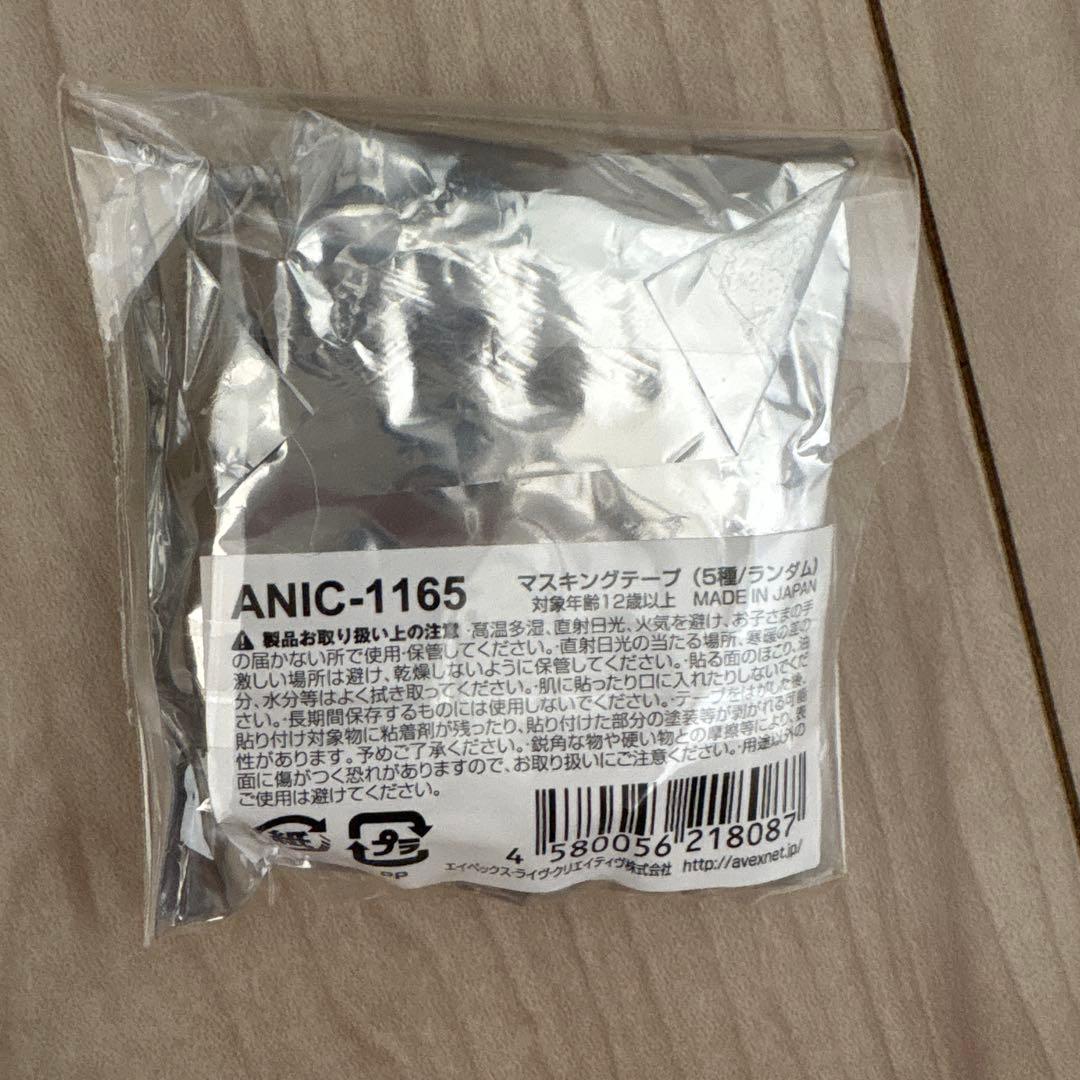 ANIC-1165
マスキングテープ（5種/ランダム）
対象年齢12歳以上 MADE IN JAPAN
⚠ 製品お取り扱い上の注意 ・高温多湿、直射日光、火気を避け、お子さまの手
の届かない所で使用・保管してください。・直射日光の当たる場所、寒暖の差の
激しい場所は避け、乾燥しないように保管してください。・貼る面のほこり、油
分、水分等はよく拭き取ってください。・肌に貼ったり口に入れたりしないでくだ
さい。・長期間保存するものには使用しないでください。・テープをはがした後、
貼り付け対象物に粘着剤が残ったり、貼り付けた部分の塗装等が剥がれる可能
性があります。予めご了承ください。・鋭角な物や硬い物との摩擦等により、表
面に傷がつく恐れがありますので、お取り扱いにご注意ください。・用途以外の
ご使用は避けてください。
紙
プラ
PP
4 580056 218087
エイベックス・ライヴ・クリエイティヴ株式会社 http://avexnet.jp/